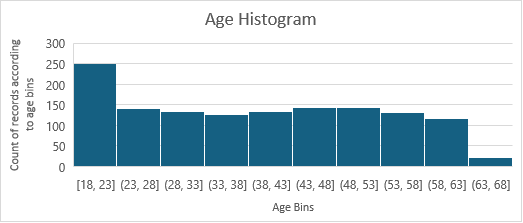 Age Histogram
Count of records according
to age bins
300
250
200
150
100
50
0
[18, 23] (23, 28] (28, 33] (33, 38] (38, 43] (43, 48] (48, 53] (53, 58] (58, 63] (63, 68]
Age Bins